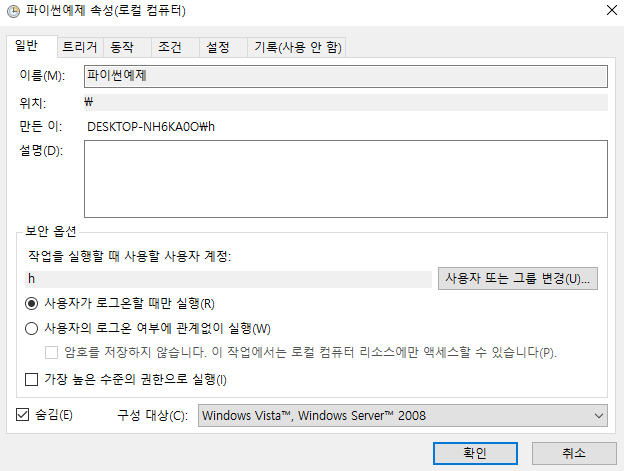 파이썬예제 속성(로컬 컴퓨터)
일반 트리거 동작 조건 설정 기록(사용 안 함)
이름(M): 파이썬예제
위치: ₩
만든 이: DESKTOP-NH6KA0O₩h
설명(D):
보안 옵션
작업을 실행할 때 사용할 사용자 계정:
h 사용자 또는 그룹 변경(U)...
사용자가 로그온할 때만 실행(R)
사용자의 로그온 여부에 관계없이 실행(W)
암호를 저장하지 않습니다. 이 작업에서는 로컬 컴퓨터 리소스에만 액세스할 수 있습니다(P).
가장 높은 수준의 권한으로 실행(I)
숨김(E) 구성 대상(C): Windows Vista™, Windows Server™ 2008
확인 취소